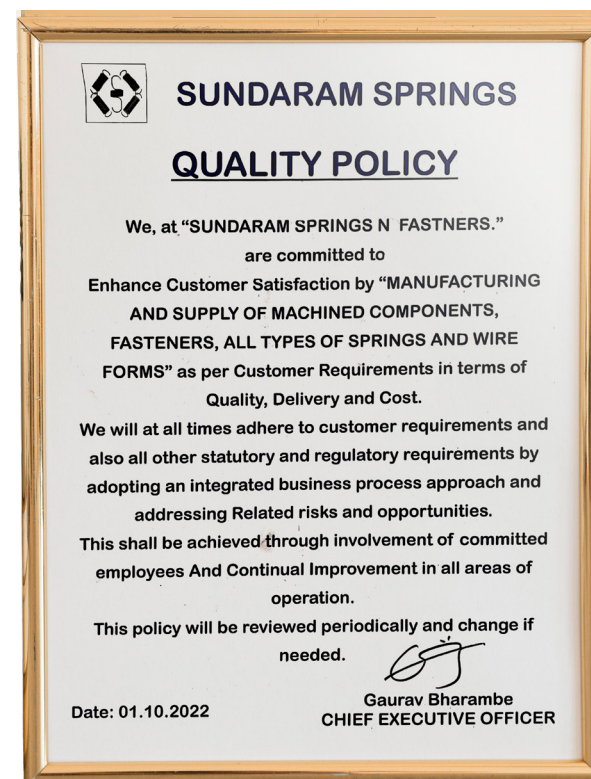 SUNDARAM SPRINGS
QUALITY POLICY
We, at “SUNDARAM SPRINGS N FASTNERS.”
are committed to
Enhance Customer Satisfaction by “MANUFACTURING
AND SUPPLY OF MACHINED COMPONENTS,
FASTENERS, ALL TYPES OF SPRINGS AND WIRE
FORMS” as per Customer Requirements in terms of
Quality, Delivery and Cost.
We will at all times adhere to customer requirements and
also all other statutory and regulatory requirements by
adopting an integrated business process approach and
addressing Related risks and opportunities.
This shall be achieved through involvement of committed
employees And Continual Improvement in all areas of
operation.
This policy will be reviewed periodically and change if
needed.
Gaurav Bharambe
Date: 01.10.2022
CHIEF EXECUTIVE OFFICER